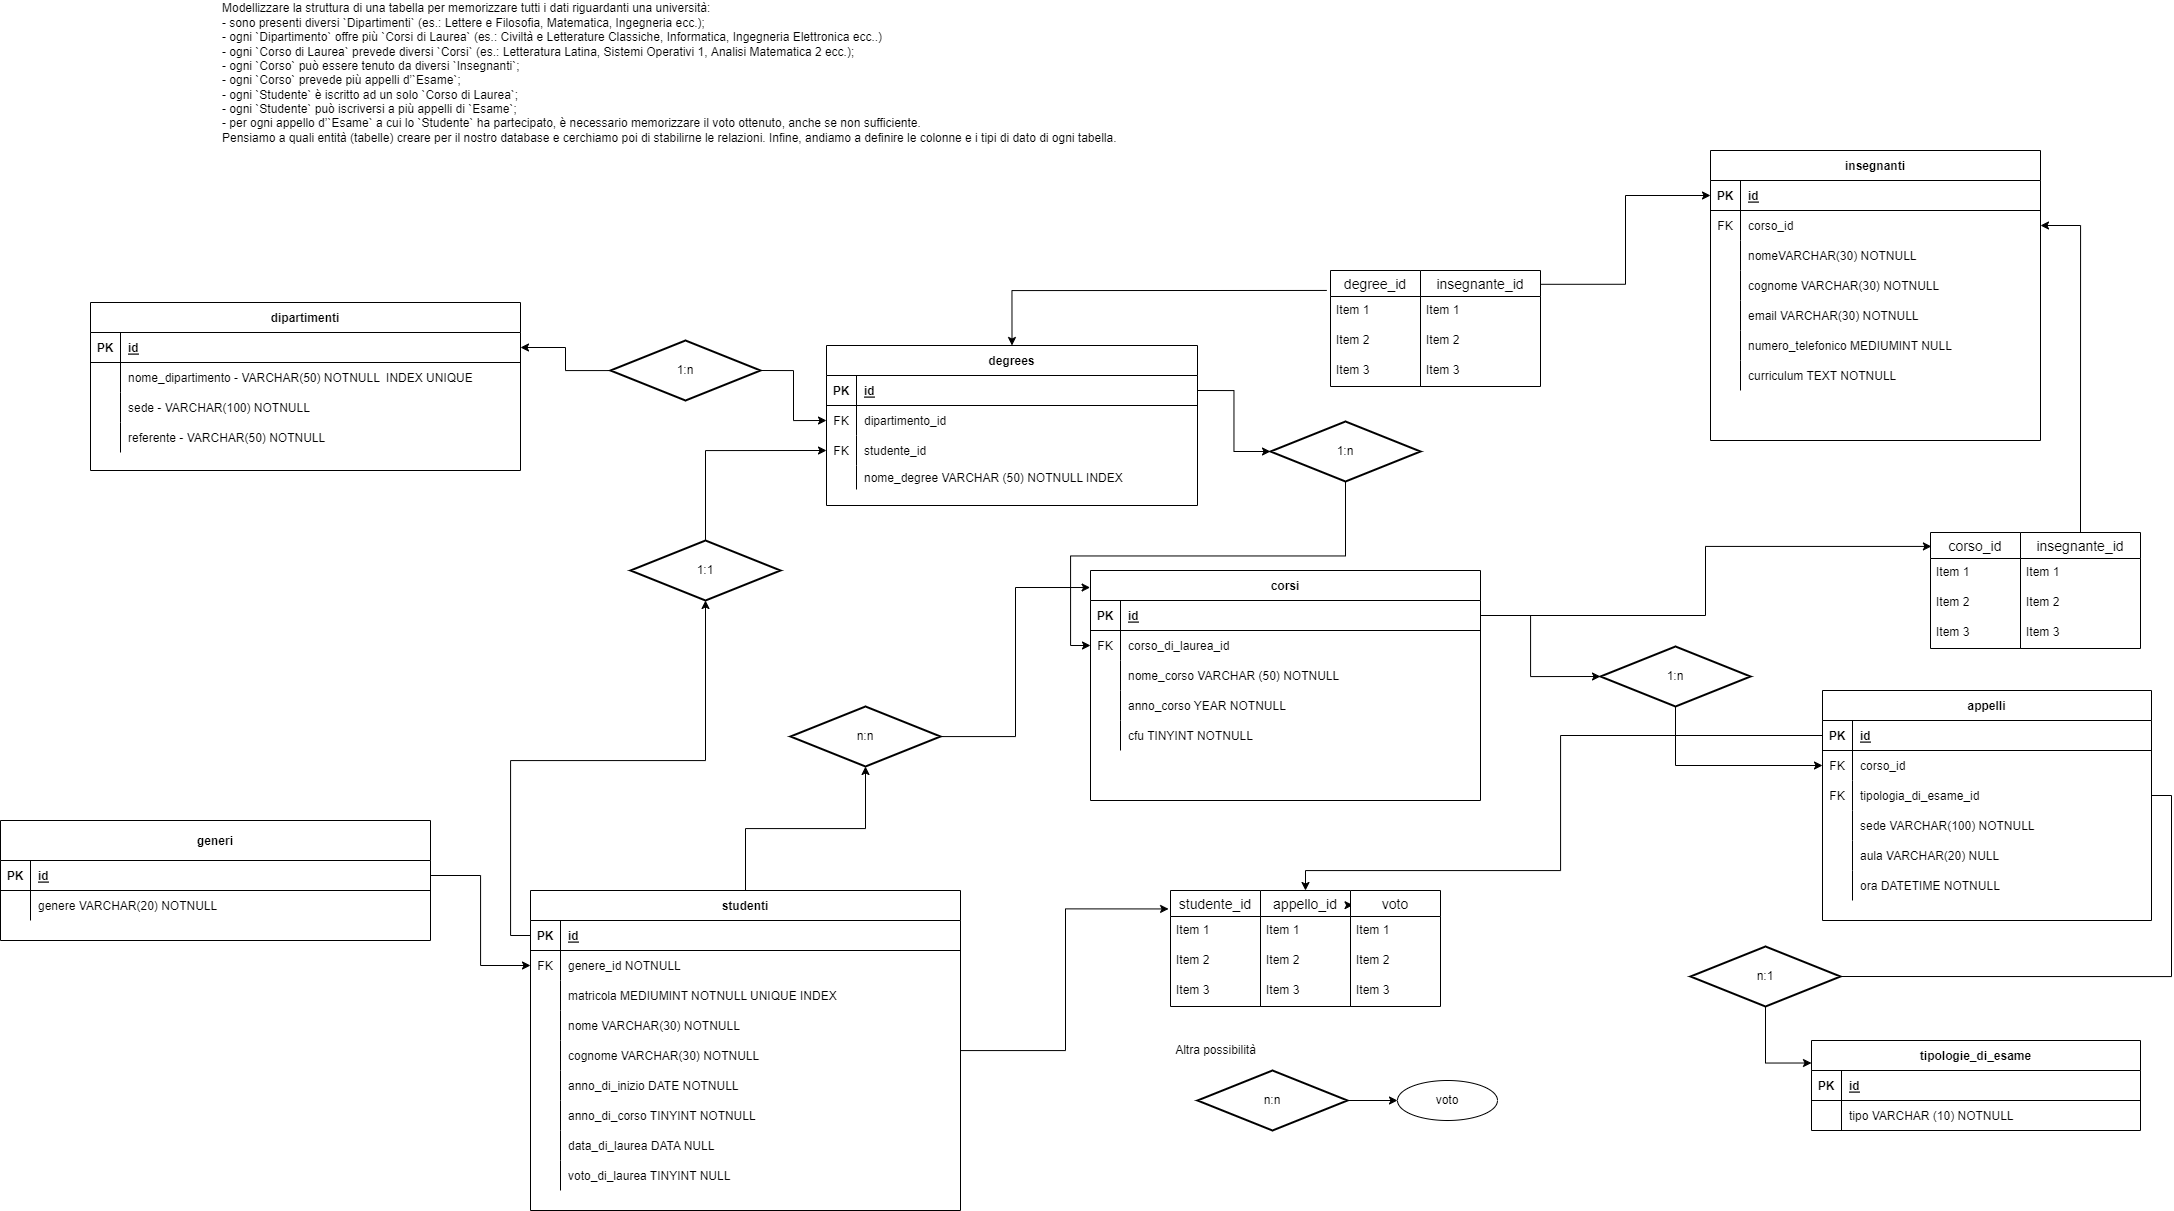 Modellizzare la struttura di una tabella per memorizzare tutti i dati riguardanti una università:
- sono presenti diversi `Dipartimenti` (es.: Lettere e Filosofia, Matematica, Ingegneria ecc.);
- ogni `Dipartimento` offre più `Corsi di Laurea` (es.: Civiltà e Letterature Classiche, Informatica, Ingegneria Elettronica ecc..)
- ogni `Corso di Laurea` prevede diversi `Corsi` (es.: Letteratura Latina, Sistemi Operativi 1, Analisi Matematica 2 ecc.);
- ogni `Corso` può essere tenuto da diversi `Insegnanti`;
- ogni `Corso` prevede più appelli d'`Esame`;
- ogni `Studente` è iscritto ad un solo `Corso di Laurea`;
- ogni `Studente` può iscriversi a più appelli di `Esame`;
- per ogni appello d'`Esame` a cui lo `Studente` ha partecipato, è necessario memorizzare il voto ottenuto, anche se non sufficiente.
Pensiamo a quali entità (tabelle) creare per il nostro database e cerchiamo poi di stabilirne le relazioni. Infine, andiamo a definire le colonne e i tipi di dato di ogni tabella.
insegnanti
PK id
FK corso_id
nomeVARCHAR(30) NOTNULL
cognome VARCHAR(30) NOTNULL
email VARCHAR(30) NOTNULL
numero_telefonico MEDIUMINT NULL
curriculum TEXT NOTNULL
degree_id insegnante_id
Item 1 Item 1
Item 2 Item 2
Item 3 Item 3
dipartimenti
PK id
nome_dipartimento - VARCHAR(50) NOTNULL  INDEX UNIQUE
sede - VARCHAR(100) NOTNULL
referente - VARCHAR(50) NOTNULL
1:n
degrees
PK id
FK dipartimento_id
FK studente_id
nome_degree VARCHAR (50) NOTNULL INDEX
1:n
1:1
corso_id insegnante_id
Item 1 Item 1
Item 2 Item 2
Item 3 Item 3
corsi
PK id
FK corso_di_laurea_id
nome_corso VARCHAR (50) NOTNULL
anno_corso YEAR NOTNULL
cfu TINYINT NOTNULL
1:n
n:n
appelli
PK id
FK corso_id
FK tipologia_di_esame_id
sede VARCHAR(100) NOTNULL
aula VARCHAR(20) NULL
ora DATETIME NOTNULL
generi
PK id
genere VARCHAR(20) NOTNULL
studenti
PK id
FK genere_id NOTNULL
matricola MEDIUMINT NOTNULL UNIQUE INDEX
nome VARCHAR(30) NOTNULL
cognome VARCHAR(30) NOTNULL
anno_di_inizio DATE NOTNULL
anno_di_corso TINYINT NOTNULL
data_di_laurea DATA NULL
voto_di_laurea TINYINT NULL
studente_id appello_id voto
Item 1 Item 1 Item 1
Item 2 Item 2 Item 2
Item 3 Item 3 Item 3
Altra possibilità
n:n
voto
n:1
tipologie_di_esame
PK id
tipo VARCHAR (10) NOTNULL